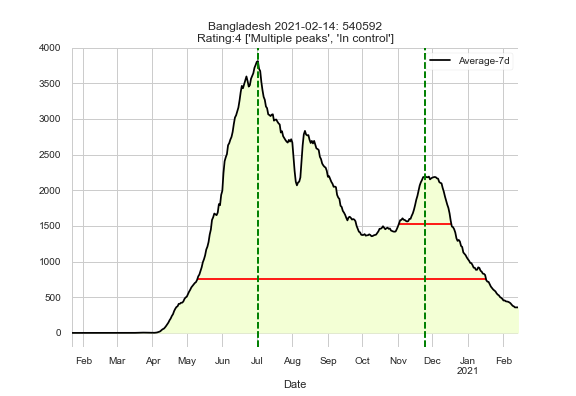 Bangladesh 2021-02-14: 540592
Rating:4 ['Multiple peaks', 'In control']
Average-7d
4000
3500
3000
2500
2000
1500
1000
500
0
Feb Mar Apr May Jun Jul Aug Sep Oct Nov Dec Jan Feb
2021
Date